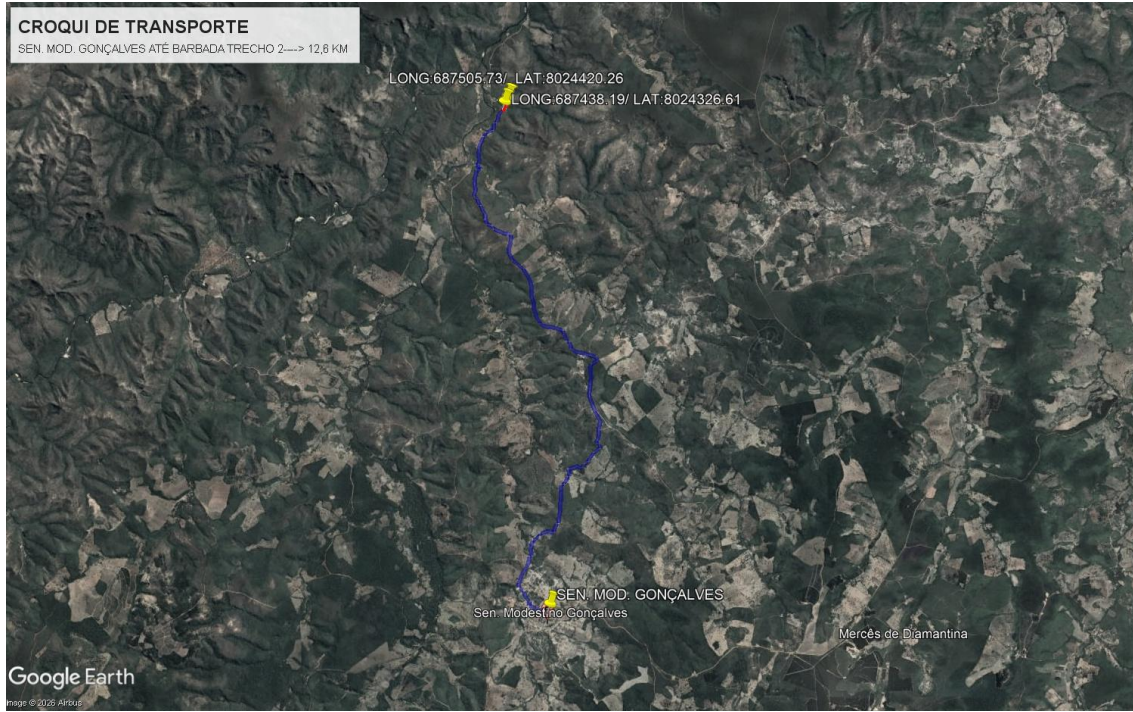 CROQUI DE TRANSPORTE
SEN. MOD. GONÇALVES ATÉ BARBADA TRECHO 2----> 12,6 KM
LONG:687505.73/ LAT:8024420.26
LONG:687438.19/ LAT:8024326.61
SEN. MOD. GONÇALVES
Sen. Modestino Gonçalves
Mercês de Diamantina
Google Earth
Image © 2026 Airbus